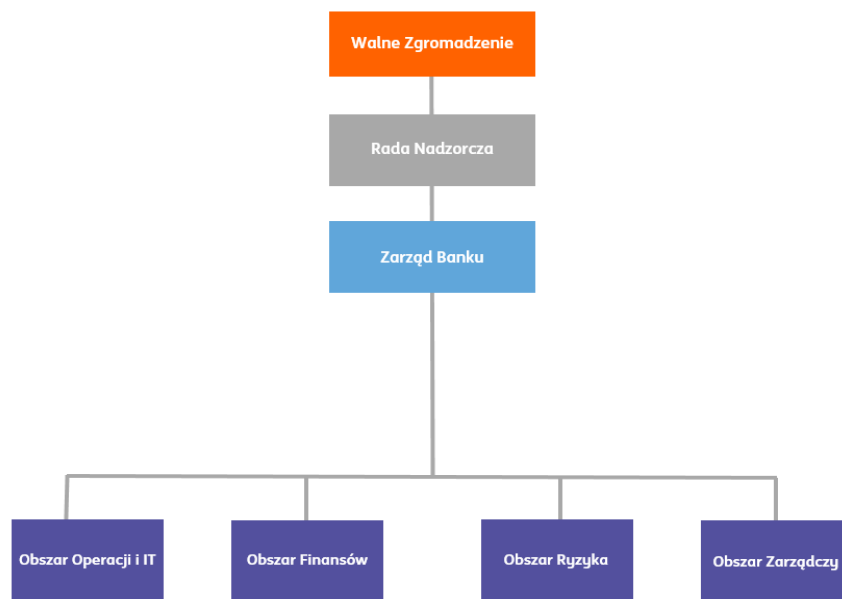 Walne Zgromadzenie
Rada Nadzorcza
Zarząd Banku
Obszar Operacji i IT
Obszar Finansów
Obszar Ryzyka
Obszar Zarządczy